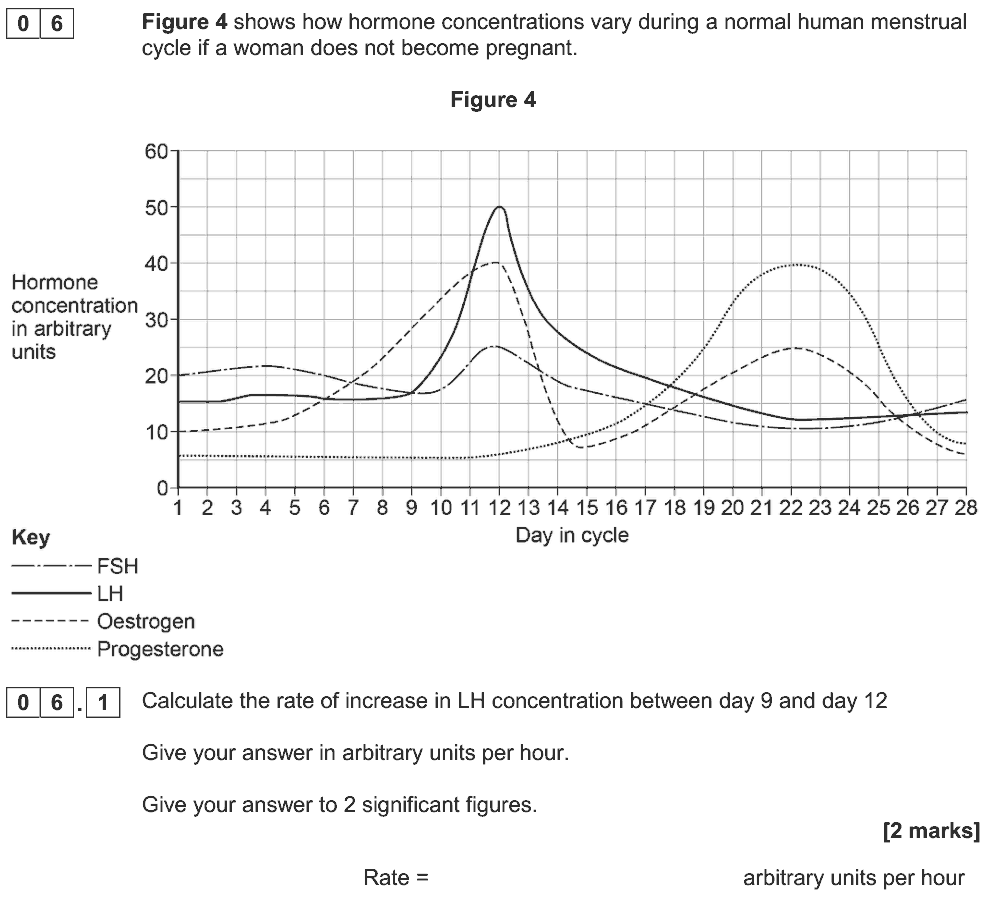 0 6 Figure 4 shows how hormone concentrations vary during a normal human menstrual
cycle if a woman does not become pregnant.
Figure 4
60
50
40
30
20
10
0
Hormone
concentration
in arbitrary
units
1 2 3 4 5 6 7 8 9 10 11 12 13 14 15 16 17 18 19 20 21 22 23 24 25 26 27 28
Day in cycle
Key
FSH
LH
Oestrogen
Progesterone
0 6 . 1 Calculate the rate of increase in LH concentration between day 9 and day 12
Give your answer in arbitrary units per hour.
Give your answer to 2 significant figures.
[2 marks]
Rate = arbitrary units per hour